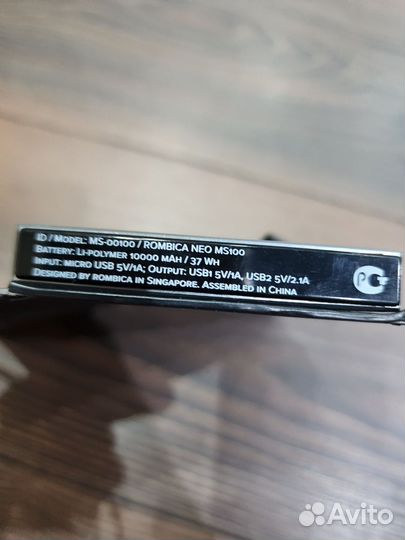 ID / MODEL: MS-00100 / ROMBICA NEO MS100
BATTERY: LI-POLYMER 10000 MAH / 37 WH
INPUT: MICRO USB 5V/1A; OUTPUT: USB1 5V/1A, USB2 5V/2.1A
DESIGNED BY ROMBICA IN SINGAPORE. ASSEMBLED IN CHINA
РСТ
Avito